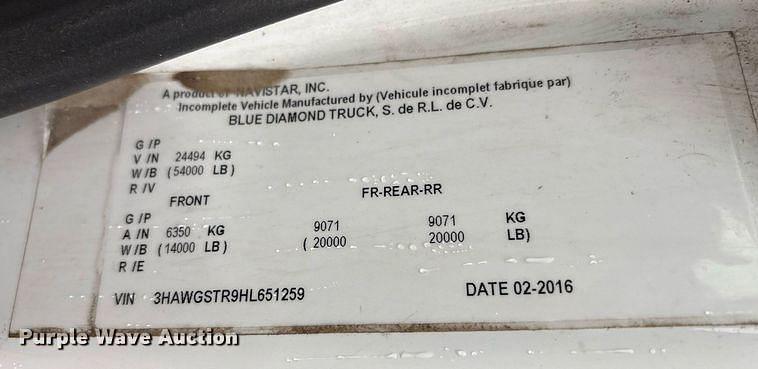 A product of NAVISTAR, INC.
Incomplete Vehicle Manufactured by (Vehicule incomplet fabrique par)
BLUE DIAMOND TRUCK, S. de R.L. de C.V.
G /P
V /N 24494 KG
W /B ( 54000 LB )
R /V
FRONT FR-REAR-RR
G /P
A /N 6350 KG 9071 9071 KG
W/B ( 14000 LB ) ( 20000 20000 LB)
R /E
VIN 3HAWGSTR9HL651259 DATE 02-2016
Purple Wave Auction